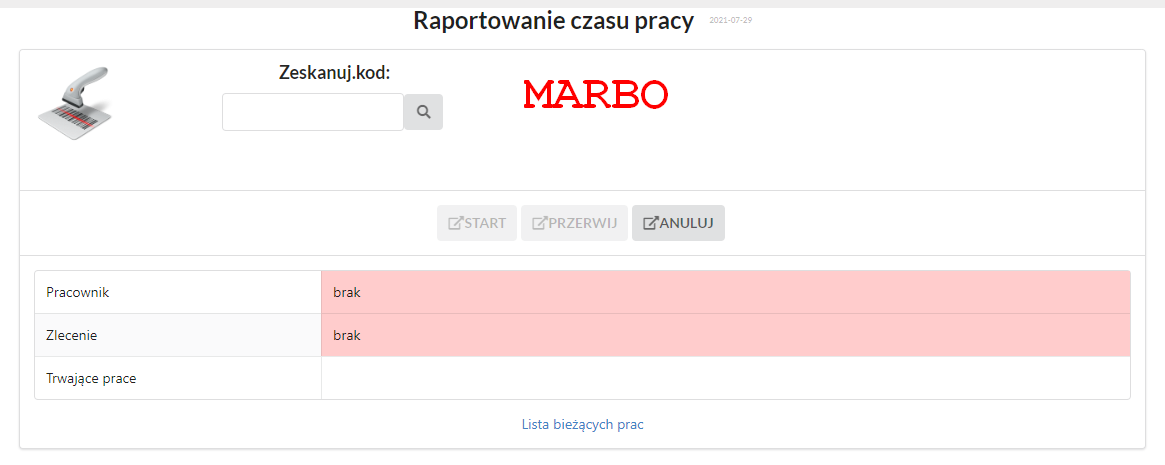 Raportowanie czasu pracy 2021-07-29
Zeskanuj.kod:
MARBO
START PRZERWIJ ANULUJ
Pracownik brak
Zlecenie brak
Trwające prace
Lista bieżących prac